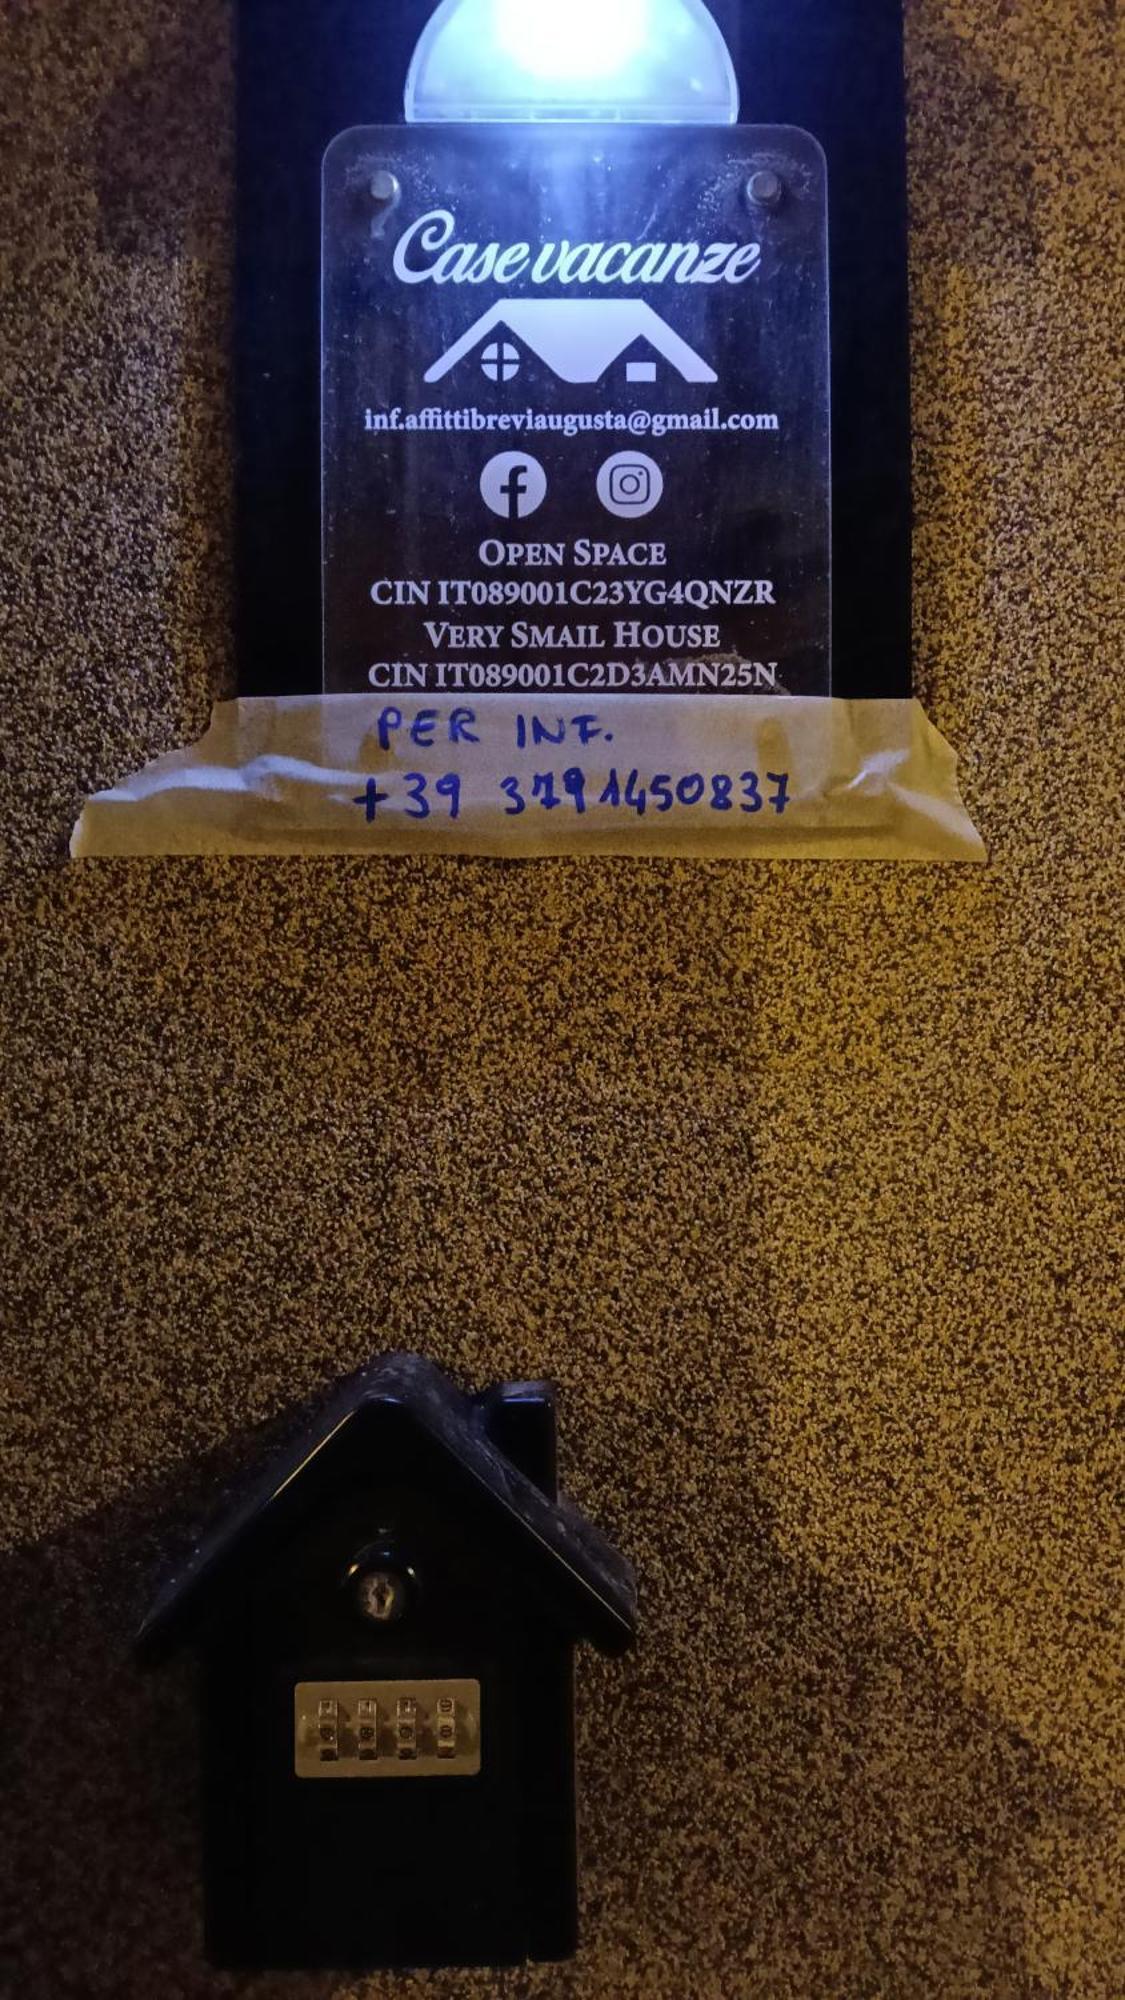 Case vacanze
inf.affittibreviaugusta@gmail.com
OPEN SPACE
CIN IT089001C23YG4QNZR
VERY SMAIL HOUSE
CIN IT089001C2D3AMN25N
PER INF.
+39 3791450837